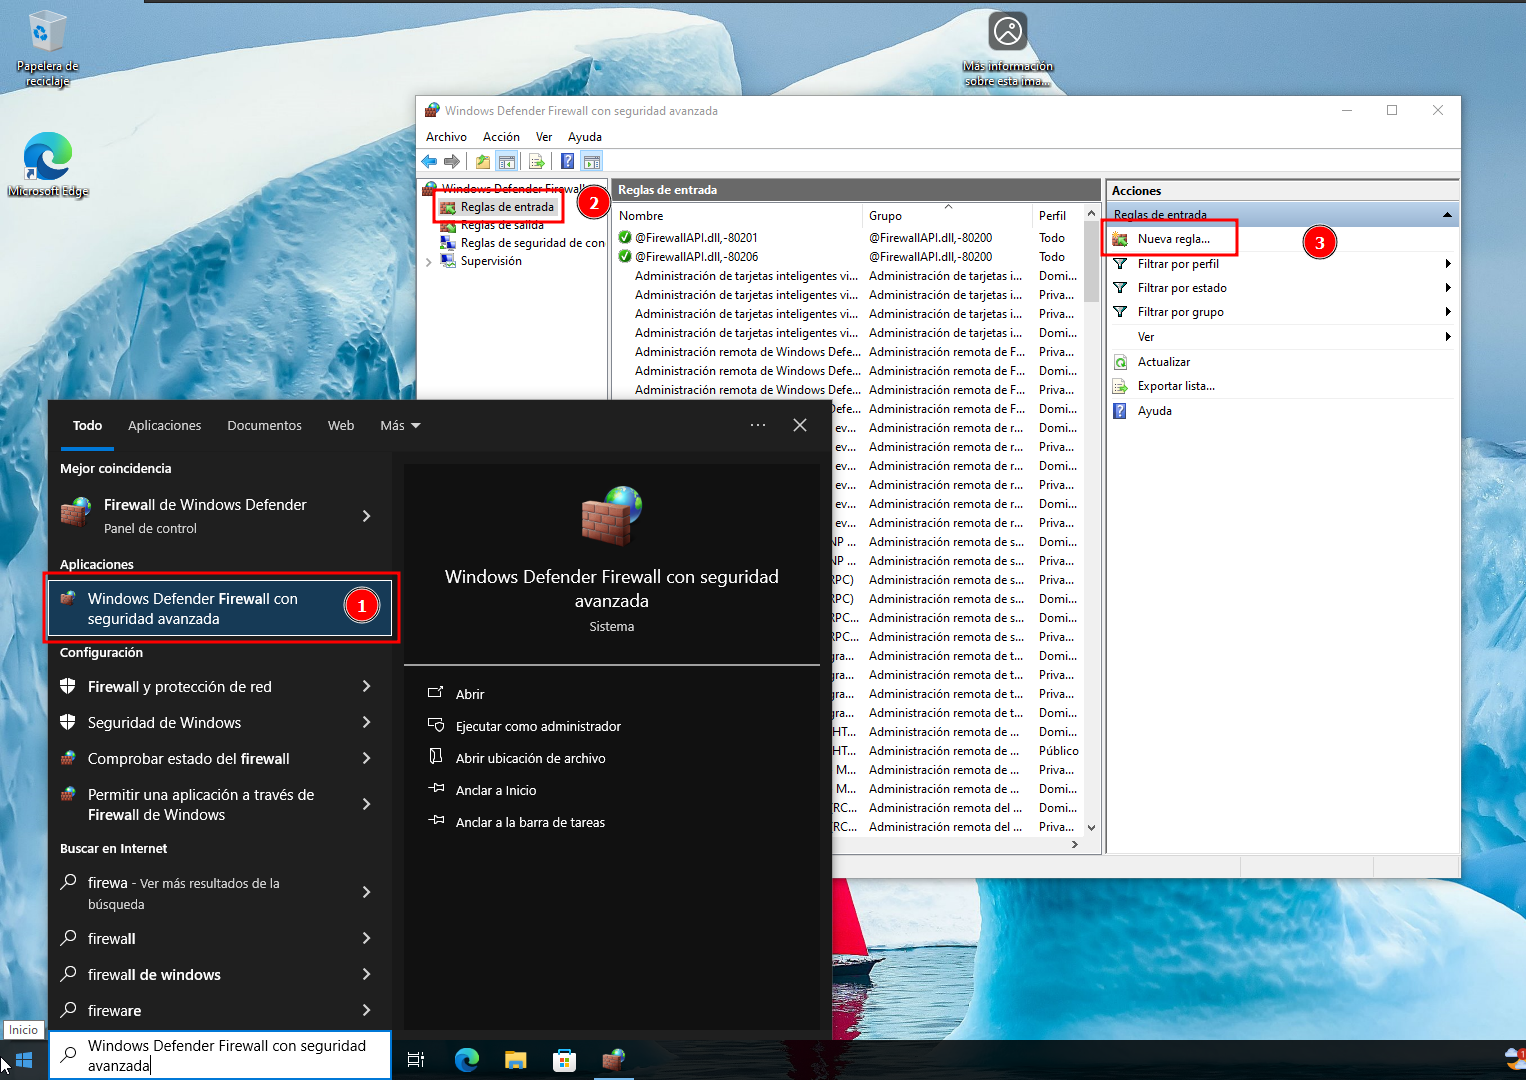 Papelera de
reciclaje
Microsoft Edge
Más información
sobre esta ima...
Windows Defender Firewall con seguridad avanzada
Archivo Acción Ver Ayuda
Windows Defender Firewall
Reglas de entrada
Reglas de salida
Reglas de seguridad de con
Supervisión
2
Reglas de entrada
Nombre Grupo Perfil
@FirewallAPI.dll,-80201 @FirewallAPI.dll,-80200 Todo
@FirewallAPI.dll,-80206 @FirewallAPI.dll,-80200 Todo
Administración de tarjetas inteligentes vi... Administración de tarjetas i... Domi...
Administración de tarjetas inteligentes vi... Administración de tarjetas i... Priva...
Administración de tarjetas inteligentes vi... Administración de tarjetas i... Priva...
Administración de tarjetas inteligentes vi... Administración de tarjetas i... Domi...
Administración remota de Windows Defe... Administración remota de F... Priva...
Administración remota de Windows Defe... Administración remota de F... Domi...
Administración remota de Windows Defe... Administración remota de F... Priva...
Defe... Administración remota de F... Domi...
ev... Administración remota de r... Domi...
ev... Administración remota de r... Priva...
ev... Administración remota de r... Domi...
ev... Administración remota de r... Priva...
ev... Administración remota de r... Domi...
ev... Administración remota de r... Priva...
NP ... Administración remota de s... Domi...
NP ... Administración remota de s... Priva...
RPC) Administración remota de s... Priva...
RPC) Administración remota de s... Domi...
RPC... Administración remota de s... Domi...
RPC... Administración remota de s... Priva...
gra... Administración remota de t... Domi...
gra... Administración remota de t... Priva...
gra... Administración remota de t... Priva...
gra... Administración remota de t... Domi...
HT... Administración remota de ... Domi...
HT... Administración remota de ... Público
M... Administración remota de ... Priva...
M... Administración remota de ... Domi...
RC... Administración remota del ... Domi...
RC... Administración remota del ... Priva...
Acciones
Reglas de entrada
Nueva regla...
3
Filtrar por perfil
Filtrar por estado
Filtrar por grupo
Ver
Actualizar
Exportar lista...
Ayuda
Todo Aplicaciones Documentos Web Más
Mejor coincidencia
Firewall de Windows Defender
Panel de control
Aplicaciones
Windows Defender Firewall con
seguridad avanzada
1
Configuración
Firewall y protección de red
Seguridad de Windows
Comprobar estado del firewall
Permitir una aplicación a través de
Firewall de Windows
Buscar en Internet
firewa - Ver más resultados de la
búsqueda
firewall
firewall de windows
fireware
Windows Defender Firewall con seguridad
avanzada
Sistema
Abrir
Ejecutar como administrador
Abrir ubicación de archivo
Anclar a Inicio
Anclar a la barra de tareas
Inicio
Windows Defender Firewall con seguridad
avanzada
1